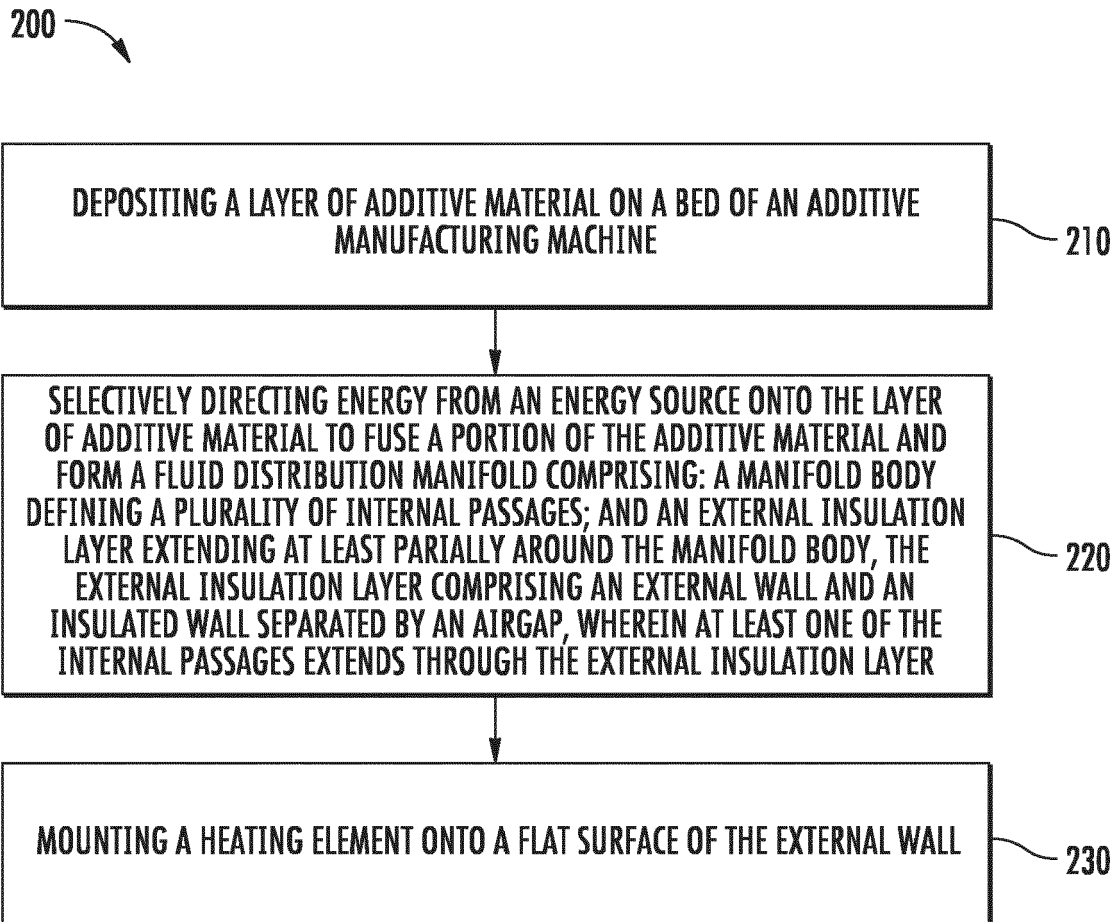 200
DEPOSITING A LAYER OF ADDITIVE MATERIAL ON A BED OF AN ADDITIVE
MANUFACTURING MACHINE
210
SELECTIVELY DIRECTING ENERGY FROM AN ENERGY SOURCE ONTO THE LAYER
OF ADDITIVE MATERIAL TO FUSE A PORTION OF THE ADDITIVE MATERIAL AND
FORM A FLUID DISTRIBUTION MANIFOLD COMPRISING: A MANIFOLD BODY
DEFINING A PLURALITY OF INTERNAL PASSAGES; AND AN EXTERNAL INSULATION
LAYER EXTENDING AT LEAST PARIALLY AROUND THE MANIFOLD BODY, THE
EXTERNAL INSULATION LAYER COMPRISING AN EXTERNAL WALL AND AN
INSULATED WALL SEPARATED BY AN AIRGAP, WHEREIN AT LEAST ONE OF THE
INTERNAL PASSAGES EXTENDS THROUGH THE EXTERNAL INSULATION LAYER
220
MOUNTING A HEATING ELEMENT ONTO A FLAT SURFACE OF THE EXTERNAL WALL
230